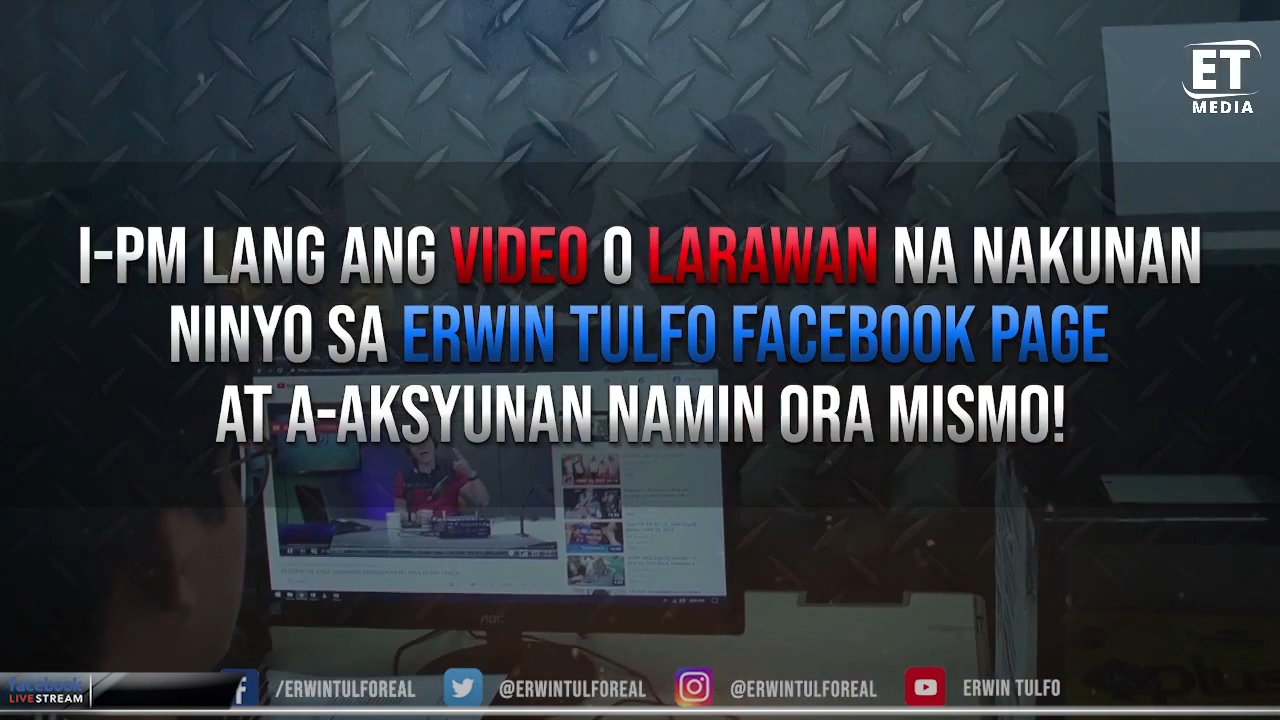 ET
MEDIA
I-PM LANG ANG VIDEO O LARAWAN NA NAKUNAN
NINYO SA ERWIN TULFO FACEBOOK PAGE
AT A-AKSYUNAN NAMIN ORA MISMO!
AOC
facebook
LIVESTREAM
/ERWINTULFOREAL
@ERWINTULFOREAL
@ERWINTULFOREAL
ERWIN TULFO